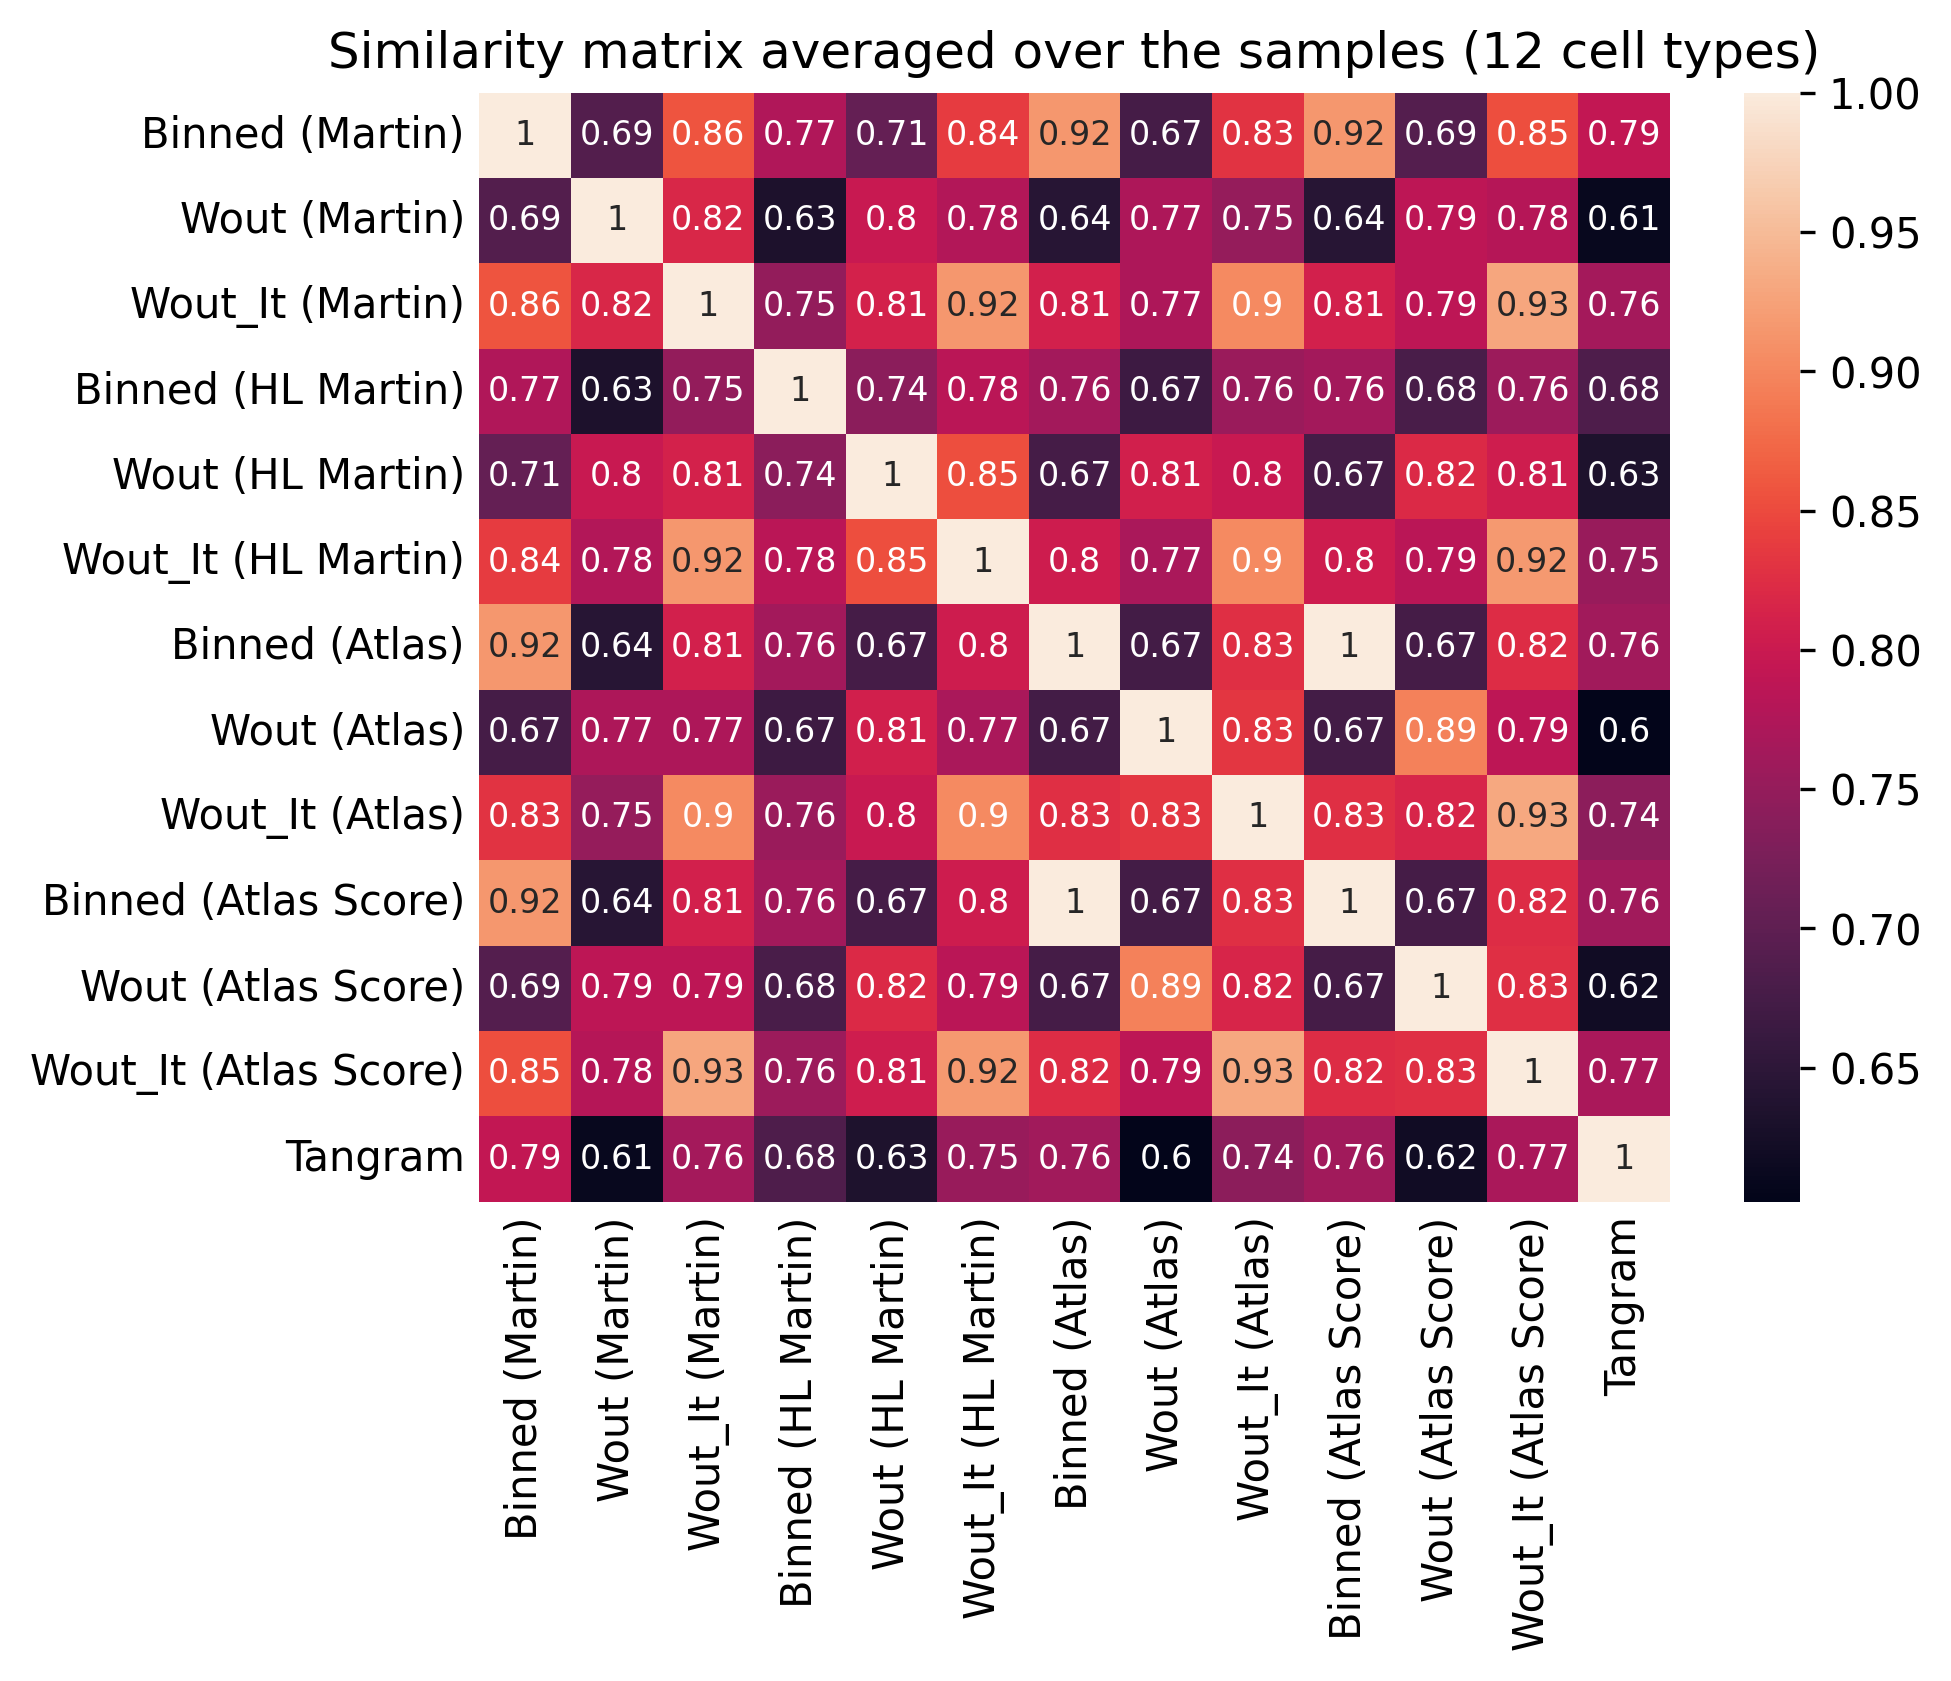 Similarity matrix averaged over the samples (12 cell types)
Binned (Martin) 1 0.69 0.86 0.77 0.71 0.84 0.92 0.67 0.83 0.92 0.69 0.85 0.79
Wout (Martin) 0.69 1 0.82 0.63 0.8 0.78 0.64 0.77 0.75 0.64 0.79 0.78 0.61
Wout_It (Martin) 0.86 0.82 1 0.75 0.81 0.92 0.81 0.77 0.9 0.81 0.79 0.93 0.76
Binned (HL Martin) 0.77 0.63 0.75 1 0.74 0.78 0.76 0.67 0.76 0.76 0.68 0.76 0.68
Wout (HL Martin) 0.71 0.8 0.81 0.74 1 0.85 0.67 0.81 0.8 0.67 0.82 0.81 0.63
Wout_It (HL Martin) 0.84 0.78 0.92 0.78 0.85 1 0.8 0.77 0.9 0.8 0.79 0.92 0.75
Binned (Atlas) 0.92 0.64 0.81 0.76 0.67 0.8 1 0.67 0.83 1 0.67 0.82 0.76
Wout (Atlas) 0.67 0.77 0.77 0.67 0.81 0.77 0.67 1 0.83 0.67 0.89 0.79 0.6
Wout_It (Atlas) 0.83 0.75 0.9 0.76 0.8 0.9 0.83 0.83 1 0.83 0.82 0.93 0.74
Binned (Atlas Score) 0.92 0.64 0.81 0.76 0.67 0.8 1 0.67 0.83 1 0.67 0.82 0.76
Wout (Atlas Score) 0.69 0.79 0.79 0.68 0.82 0.79 0.67 0.89 0.82 0.67 1 0.83 0.62
Wout_It (Atlas Score) 0.85 0.78 0.93 0.76 0.81 0.92 0.82 0.79 0.93 0.82 0.83 1 0.77
Tangram 0.79 0.61 0.76 0.68 0.63 0.75 0.76 0.6 0.74 0.76 0.62 0.77 1
Binned (Martin)
Wout (Martin)
Wout_It (Martin)
Binned (HL Martin)
Wout (HL Martin)
Wout_It (HL Martin)
Binned (Atlas)
Wout (Atlas)
Wout_It (Atlas)
Binned (Atlas Score)
Wout (Atlas Score)
Wout_It (Atlas Score)
Tangram
1.00
0.95
0.90
0.85
0.80
0.75
0.70
0.65